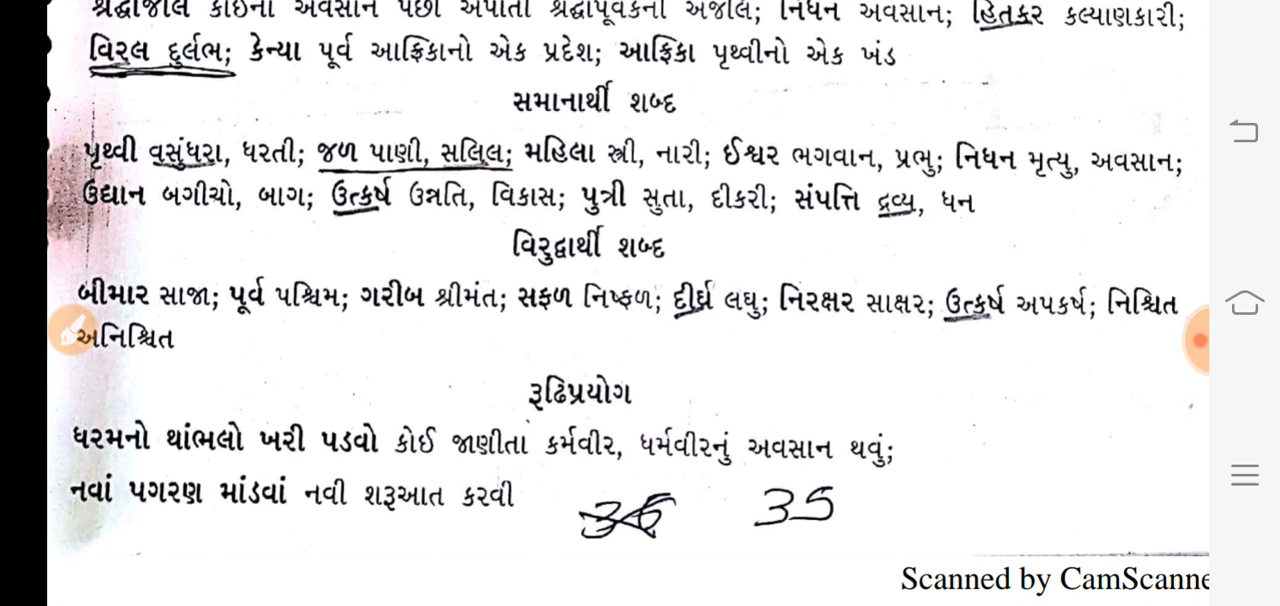 શ્રદ્ધાંજલિ કોઈના અવસાન પછી અપાતી શ્રદ્ધાપૂર્વકની અંજલિ; નિધન અવસાન; હિતકર કલ્યાણકારી;
વિરલ દુર્લભ; કેન્યા પૂર્વ આફ્રિકાનો એક પ્રદેશ; આફ્રિકા પૃથ્વીનો એક ખંડ
સમાનાર્થી શબ્દ
પૃથ્વી વસુંધરા, ધરતી; જળ પાણી, સલિલ; મહિલા સ્ત્રી, નારી; ઈશ્વર ભગવાન, પ્રભુ; નિધન મૃત્યુ, અવસાન;
ઉદ્યાન બગીચો, બાગ; ઉત્કર્ષ ઉન્નતિ, વિકાસ; પુત્રી સુતા, દીકરી; સંપત્તિ દ્રવ્ય, ધન
વિરુદ્ધાર્થી શબ્દ
બીમાર સાજા; પૂર્વ પશ્ચિમ; ગરીબ શ્રીમંત; સફળ નિષ્ફળ; દીર્ઘ લઘુ; નિરક્ષર સાક્ષર; ઉત્કર્ષ અપકર્ષ; નિશ્ચિત
અનિશ્ચિત
રૂઢિપ્રયોગ
ધરમનો થાંભલો ખરી પડવો કોઈ જાણીતા કર્મવીર, ધર્મવીરનું અવસાન થવું;
નવાં પગરણ માંડવાં નવી શરૂઆત કરવી
35
Scanned by CamScanne